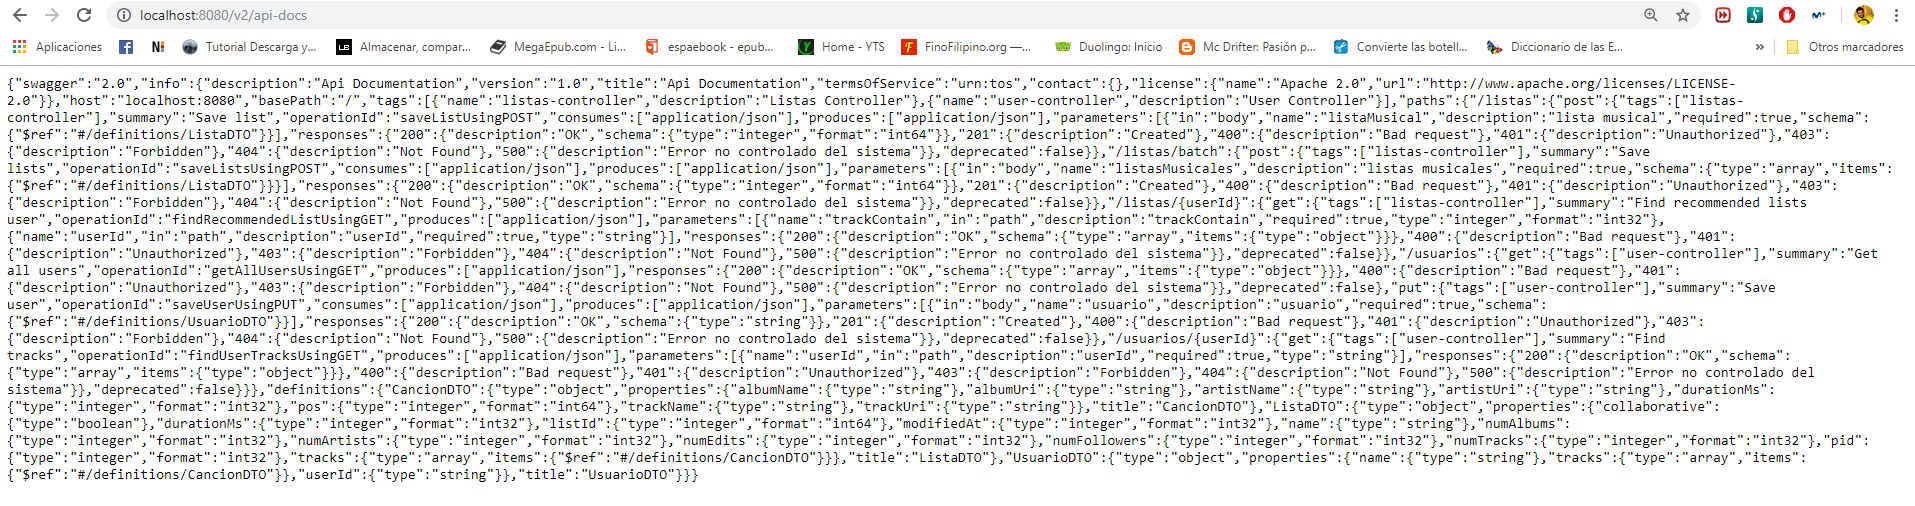 localhost:8080/v2/api-docs
Aplicaciones Tutorial Descarga y... Almacenar, compar... MegaEpub.com - Li... espaebook - epub... Home - YTS FinoFilipino.org —... Duolingo: Inicio Mc Drifter: Pasión p... Convierte las botell... Diccionario de las E... » Otros marcadores
{"swagger":"2.0","info":{"description":"Api Documentation","version":"1.0","title":"Api Documentation","termsOfService":"urn:tos","contact":{},"license":{"name":"Apache 2.0","url":"http://www.apache.org/licenses/LICENSE-
2.0"}},"host":"localhost:8080","basePath":"/","tags":[{"name":"listas-controller","description":"Listas Controller"},{"name":"user-controller","description":"User Controller"}],"paths":{"/listas":{"post":{"tags":["listas-
controller"],"summary":"Save list","operationId":"saveListUsingPOST","consumes":["application/json"],"produces":["application/json"],"parameters":[{"in":"body","name":"listaMusical","description":"lista musical","required":true,"schema":
{"$ref":"#/definitions/ListaDTO"}}],"responses":{"200":{"description":"OK","schema":{"type":"integer","format":"int64"}},"201":{"description":"Created"},"400":{"description":"Bad request"},"401":{"description":"Unauthorized"},"403":
{"description":"Forbidden"},"404":{"description":"Not Found"},"500":{"description":"Error no controlado del sistema"}},"deprecated":false}},"/listas/batch":{"post":{"tags":["listas-controller"],"summary":"Save
lists","operationId":"saveListsUsingPOST","consumes":["application/json"],"produces":["application/json"],"parameters":[{"in":"body","name":"listasMusicales","description":"listas musicales","required":true,"schema":{"type":"array","items":
{"$ref":"#/definitions/ListaDTO"}}}],"responses":{"200":{"description":"OK","schema":{"type":"integer","format":"int64"}},"201":{"description":"Created"},"400":{"description":"Bad request"},"401":{"description":"Unauthorized"},"403":
{"description":"Forbidden"},"404":{"description":"Not Found"},"500":{"description":"Error no controlado del sistema"}},"deprecated":false}},"/listas/{userId}":{"get":{"tags":["listas-controller"],"summary":"Find recommended lists
user","operationId":"findRecommendedListUsingGET","produces":["application/json"],"parameters":[{"name":"trackContain","in":"path","description":"trackContain","required":true,"type":"integer","format":"int32"},
{"name":"userId","in":"path","description":"userId","required":true,"type":"string"}],"responses":{"200":{"description":"OK","schema":{"type":"array","items":{"type":"object"}}},"400":{"description":"Bad request"},"401":
{"description":"Unauthorized"},"403":{"description":"Forbidden"},"404":{"description":"Not Found"},"500":{"description":"Error no controlado del sistema"}},"deprecated":false}},"/usuarios":{"get":{"tags":["user-controller"],"summary":"Get
all users","operationId":"getAllUsersUsingGET","produces":["application/json"],"responses":{"200":{"description":"OK","schema":{"type":"array","items":{"type":"object"}}},"400":{"description":"Bad request"},"401":
{"description":"Unauthorized"},"403":{"description":"Forbidden"},"404":{"description":"Not Found"},"500":{"description":"Error no controlado del sistema"}},"deprecated":false},"put":{"tags":["user-controller"],"summary":"Save
user","operationId":"saveUserUsingPUT","consumes":["application/json"],"produces":["application/json"],"parameters":[{"in":"body","name":"usuario","description":"usuario","required":true,"schema":
{"$ref":"#/definitions/UsuarioDTO"}}],"responses":{"200":{"description":"OK","schema":{"type":"string"}},"201":{"description":"Created"},"400":{"description":"Bad request"},"401":{"description":"Unauthorized"},"403":
{"description":"Forbidden"},"404":{"description":"Not Found"},"500":{"description":"Error no controlado del sistema"}},"deprecated":false}},"/usuarios/{userId}":{"get":{"tags":["user-controller"],"summary":"Find
tracks","operationId":"findUserTracksUsingGET","produces":["application/json"],"parameters":[{"name":"userId","in":"path","description":"userId","required":true,"type":"string"}],"responses":{"200":{"description":"OK","schema":
{"type":"array","items":{"type":"object"}}},"400":{"description":"Bad request"},"401":{"description":"Unauthorized"},"403":{"description":"Forbidden"},"404":{"description":"Not Found"},"500":{"description":"Error no controlado del
sistema"}},"deprecated":false}}},"definitions":{"CancionDTO":{"type":"object","properties":{"albumName":{"type":"string"},"albumUri":{"type":"string"},"artistName":{"type":"string"},"artistUri":{"type":"string"},"durationMs":
{"type":"integer","format":"int32"},"pos":{"type":"integer","format":"int64"},"trackName":{"type":"string"},"trackUri":{"type":"string"}},"title":"CancionDTO"},"ListaDTO":{"type":"object","properties":{"collaborative":
{"type":"boolean"},"durationMs":{"type":"integer","format":"int32"},"listId":{"type":"integer","format":"int64"},"modifiedAt":{"type":"integer","format":"int32"},"name":{"type":"string"},"numAlbums":
{"type":"integer","format":"int32"},"numArtists":{"type":"integer","format":"int32"},"numEdits":{"type":"integer","format":"int32"},"numFollowers":{"type":"integer","format":"int32"},"numTracks":{"type":"integer","format":"int32"},"pid":
{"type":"integer","format":"int32"},"tracks":{"type":"array","items":{"$ref":"#/definitions/CancionDTO"}}},"title":"ListaDTO"},"UsuarioDTO":{"type":"object","properties":{"name":{"type":"string"},"tracks":{"type":"array","items":
{"$ref":"#/definitions/CancionDTO"}},"userId":{"type":"string"}},"title":"UsuarioDTO"}}}